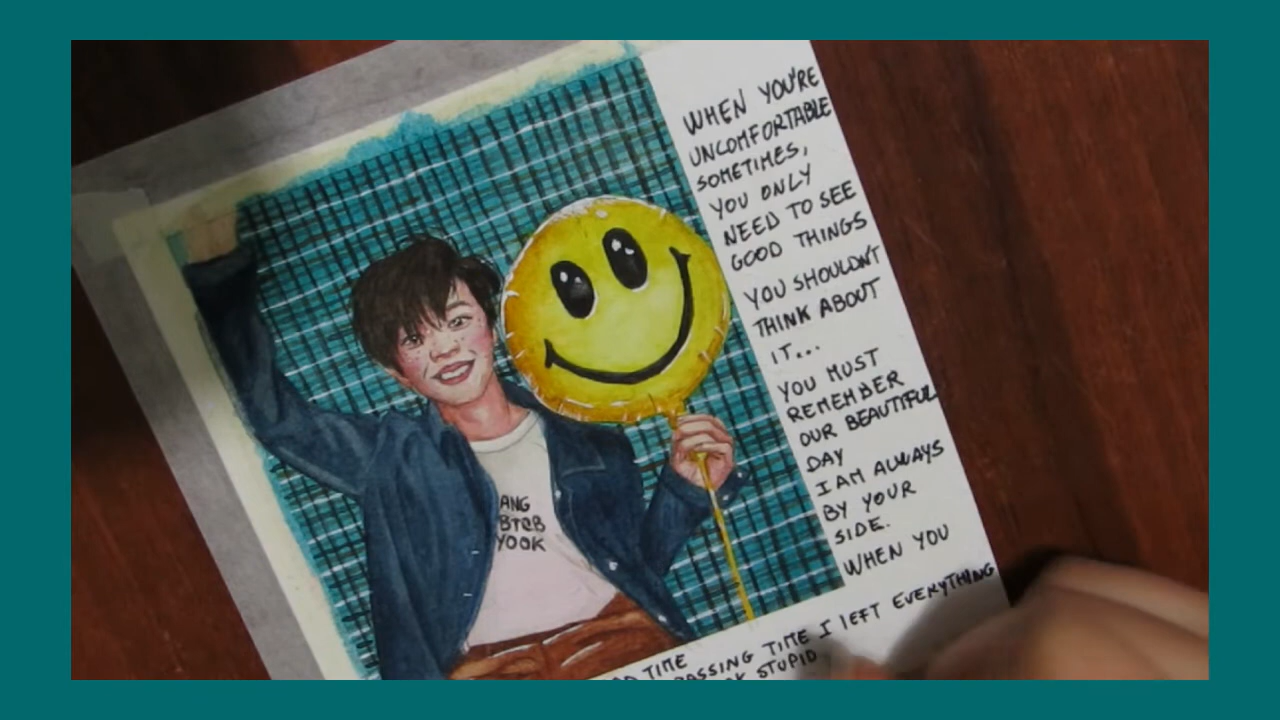 WHEN YOU'RE
UNCOMFORTABLE
SOMETIMES,
YOU ONLY
NEED TO SEE
GOOD THINGS
YOU SHOULDN'T
THINK ABOUT
IT...
YOU MUST
REMEMBER
OUR BEAUTIFUL
DAY
I AM ALWAYS
BY YOUR
SIDE.
WHEN YOU
ANG
BTOB
YOOK
TIME
PASSING TIME I LEFT EVERYTHING
STUPID